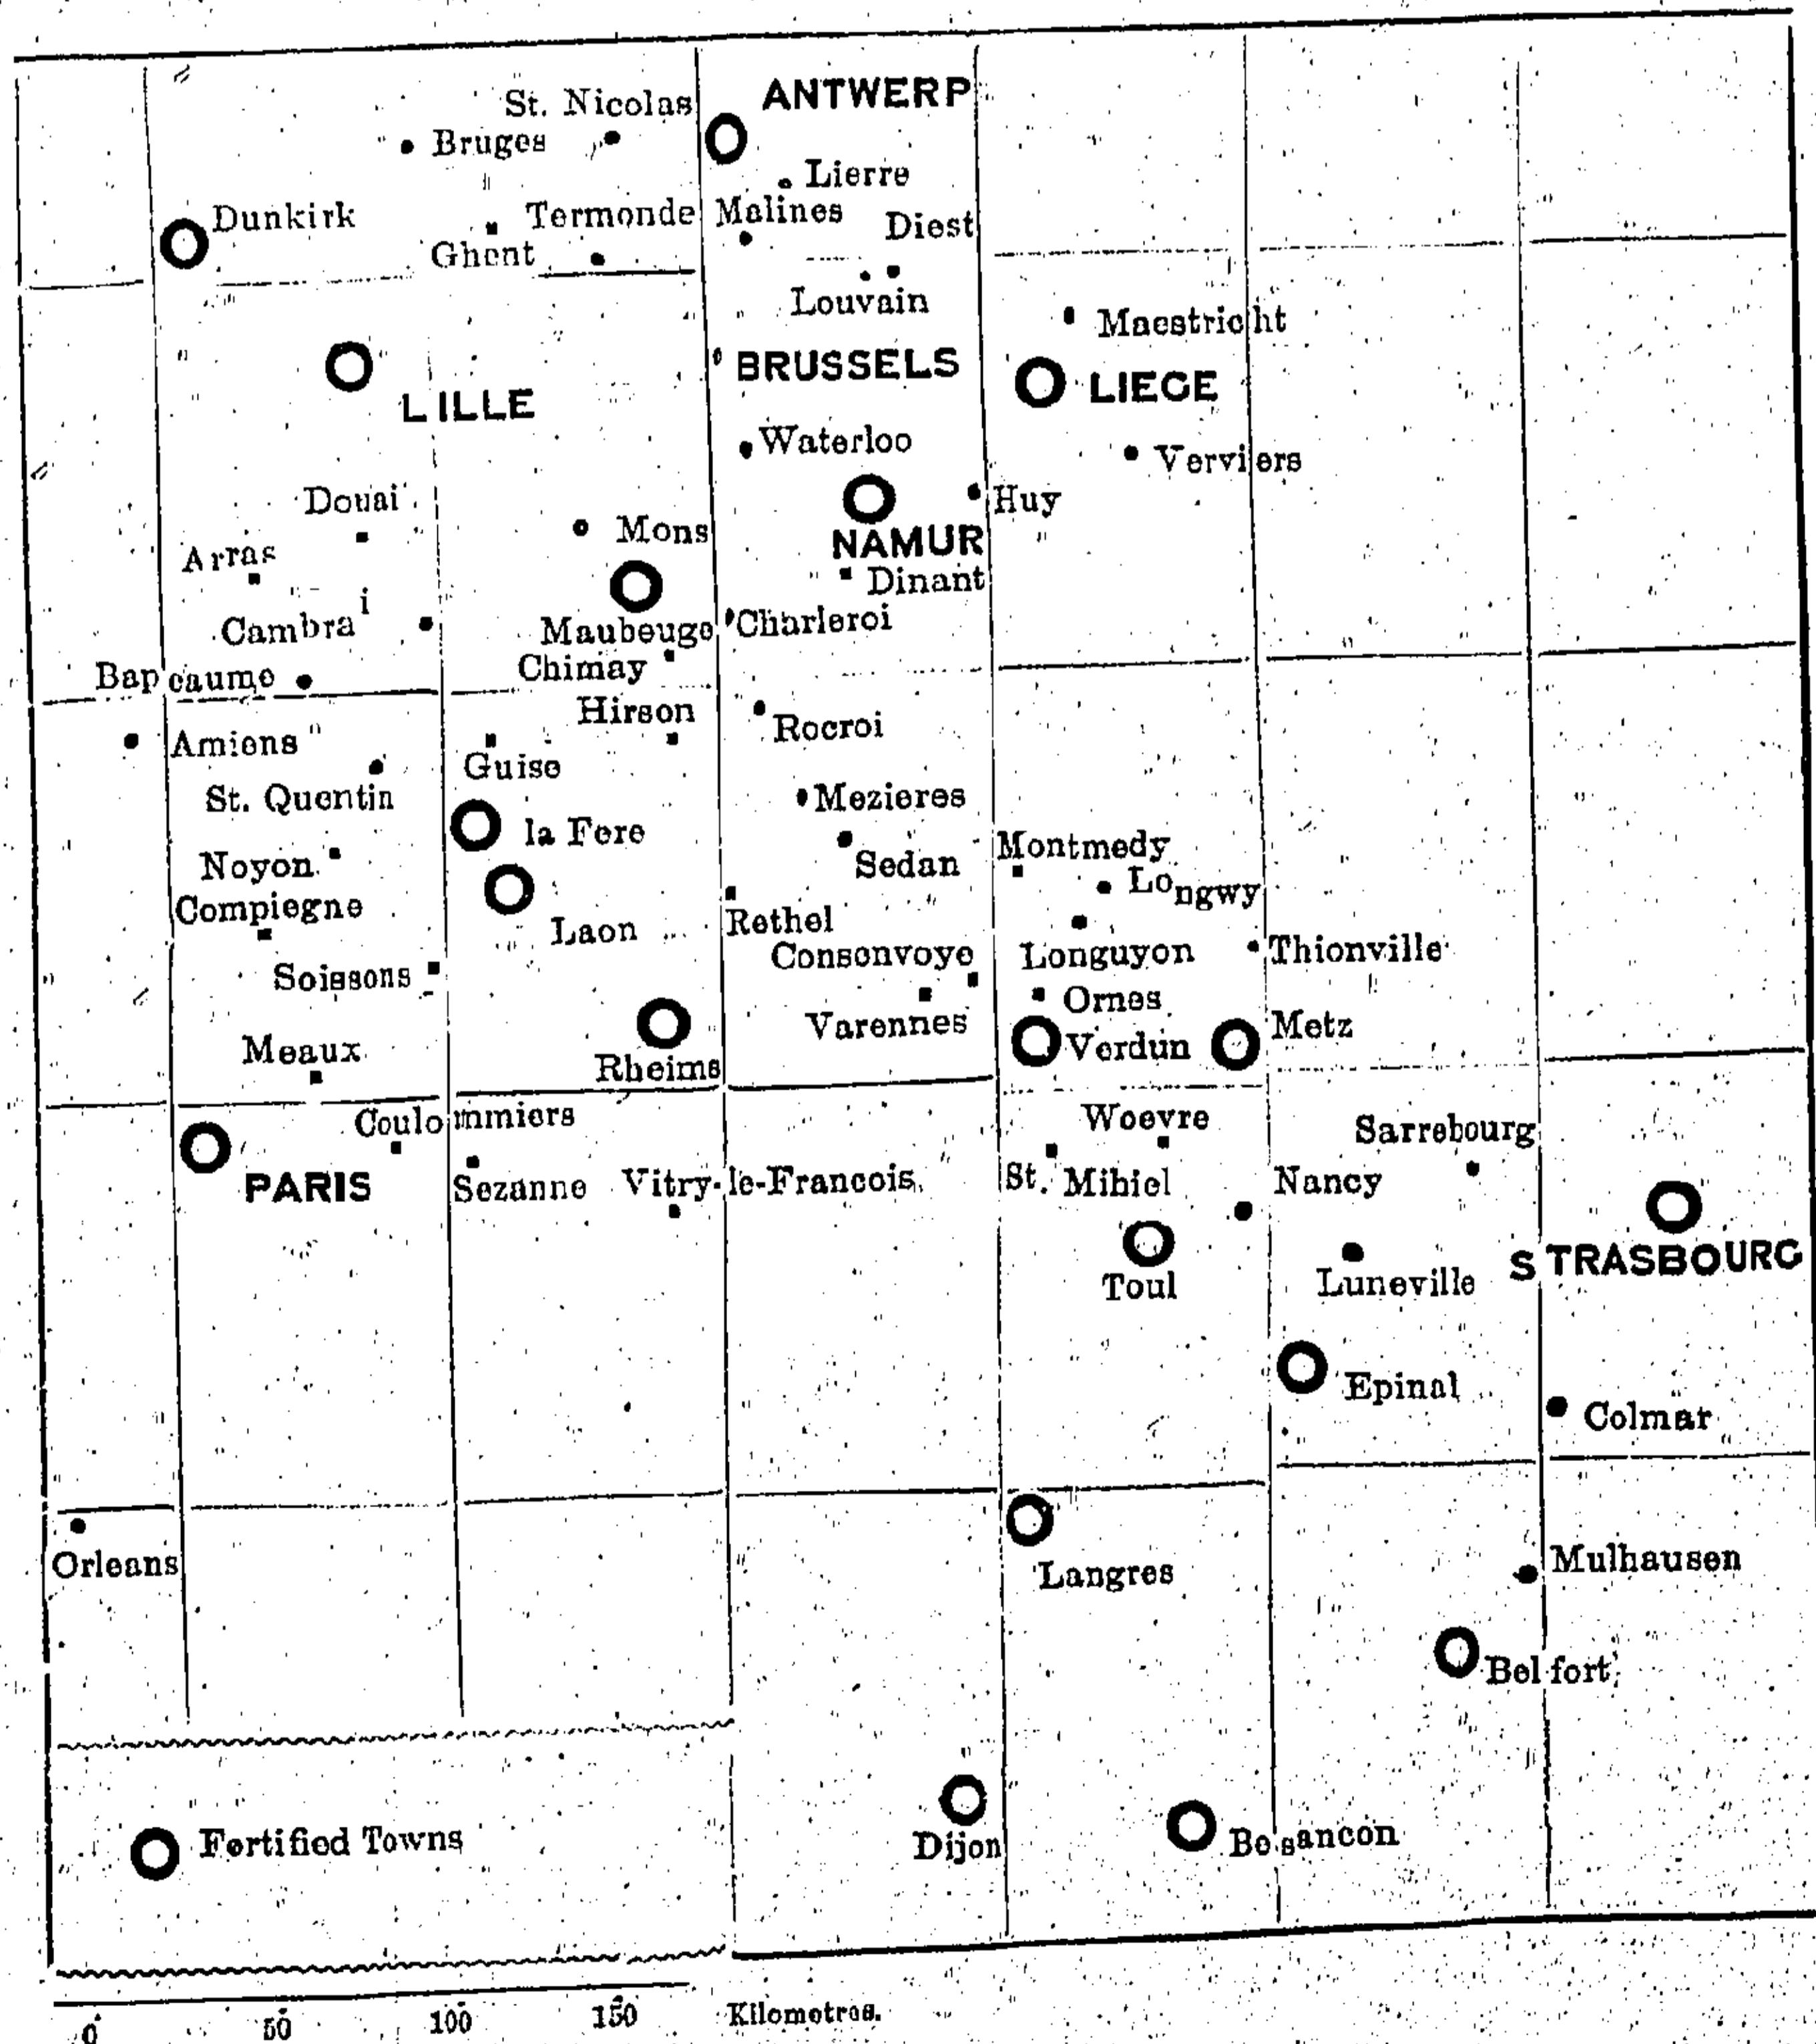 ANTWERP
St. Nicolas
Bruges
Lierre
Dunkirk
Termonde
Malines
Diest
Ghent
Louvain
Maestricht
BRUSSELS
LILLE
LIEGE
Waterloo
Verviers
Douai
Huy
Mons
NAMUR
Arras
Dinant
Cambrai
Maubeuge
Charleroi
Chimay
Bapeaume
Hirson
Rocroi
Amiens
Guise
St. Quentin
Mezieres
la Fere
Montmedy
Noyon
Sedan
Longwy
Compiegne
Laon
Rethel
Consonvoye
Longuyon
Thionville
Soissons
Ornes
Varennes
Metz
Meaux
Verdun
Rheims
Coulommiers
Woevre
Sarrebourg
PARIS
Sezanne
Vitry-le-Francois
St. Mihiel
Nancy
STRASBOURG
Toul
Luneville
Epinal
Colmar
Orleans
Langres
Mulhausen
Belfort
Fortified Towns
Dijon
Besancon
0 50 100 150 Kilometres.